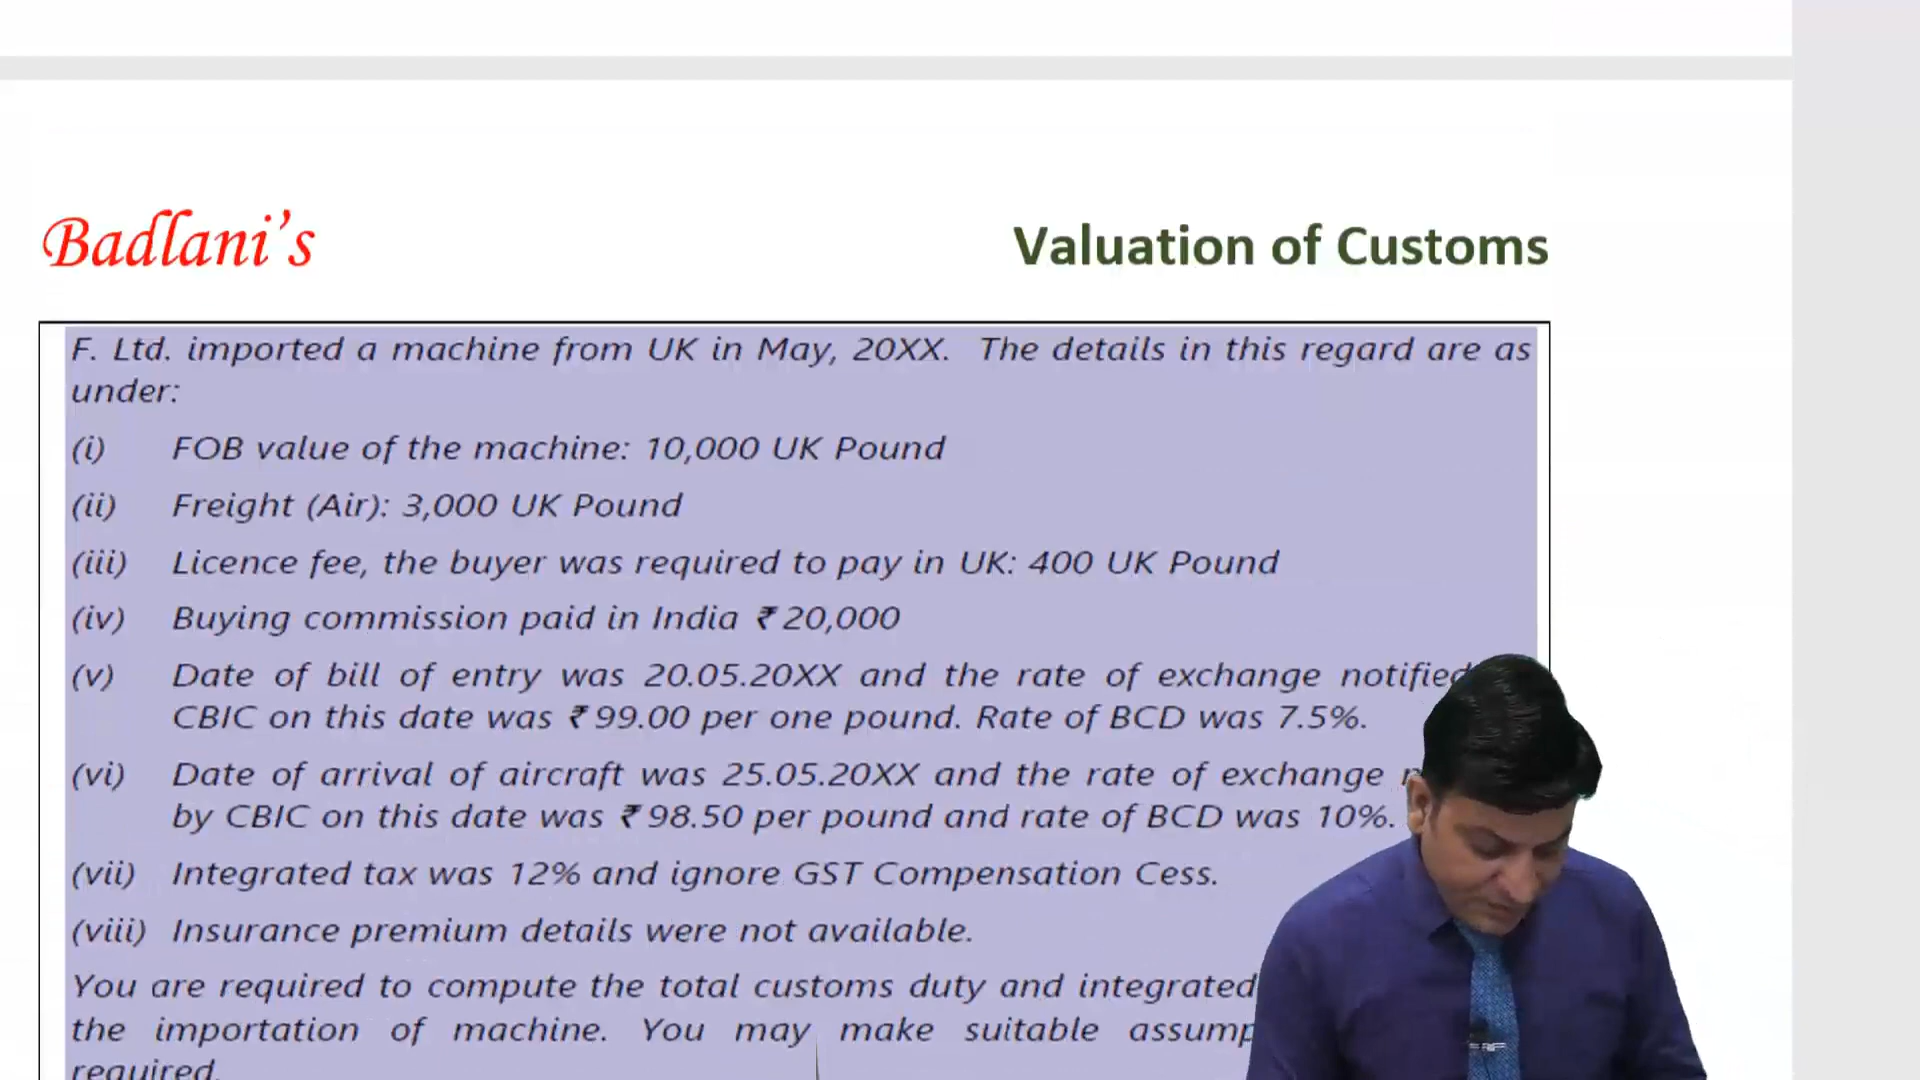 Badlani's
Valuation of Customs
F. Ltd. imported a machine from UK in May, 20XX. The details in this regard are as
under:
(i) FOB value of the machine: 10,000 UK Pound
(ii) Freight (Air): 3,000 UK Pound
(iii) Licence fee, the buyer was required to pay in UK: 400 UK Pound
(iv) Buying commission paid in India ₹ 20,000
(v) Date of bill of entry was 20.05.20XX and the rate of exchange notified
CBIC on this date was ₹ 99.00 per one pound. Rate of BCD was 7.5%.
(vi) Date of arrival of aircraft was 25.05.20XX and the rate of exchange
by CBIC on this date was ₹ 98.50 per pound and rate of BCD was 10%.
(vii) Integrated tax was 12% and ignore GST Compensation Cess.
(viii) Insurance premium details were not available.
You are required to compute the total customs duty and integrated
the importation of machine. You may make suitable
required.